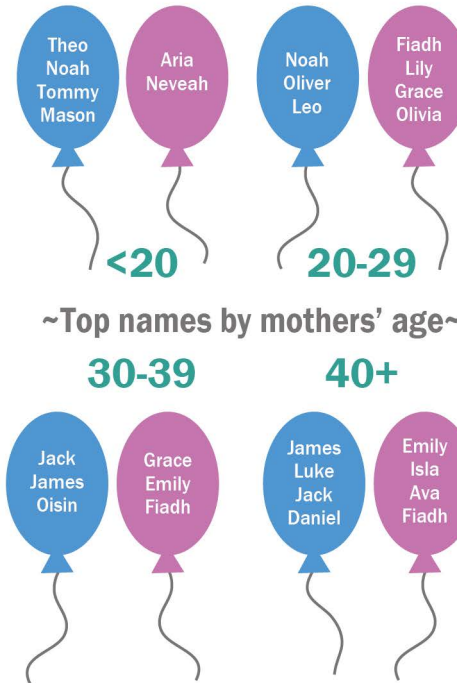 Theo
Noah
Tommy
Mason
Aria
Neveah
Noah
Oliver
Leo
Fiadh
Lily
Grace
Olivia
<20
20-29
~Top names by mothers' age~
30-39
40+
Jack
James
Oisin
Grace
Emily
Fiadh
James
Luke
Jack
Daniel
Emily
Isla
Ava
Fiadh